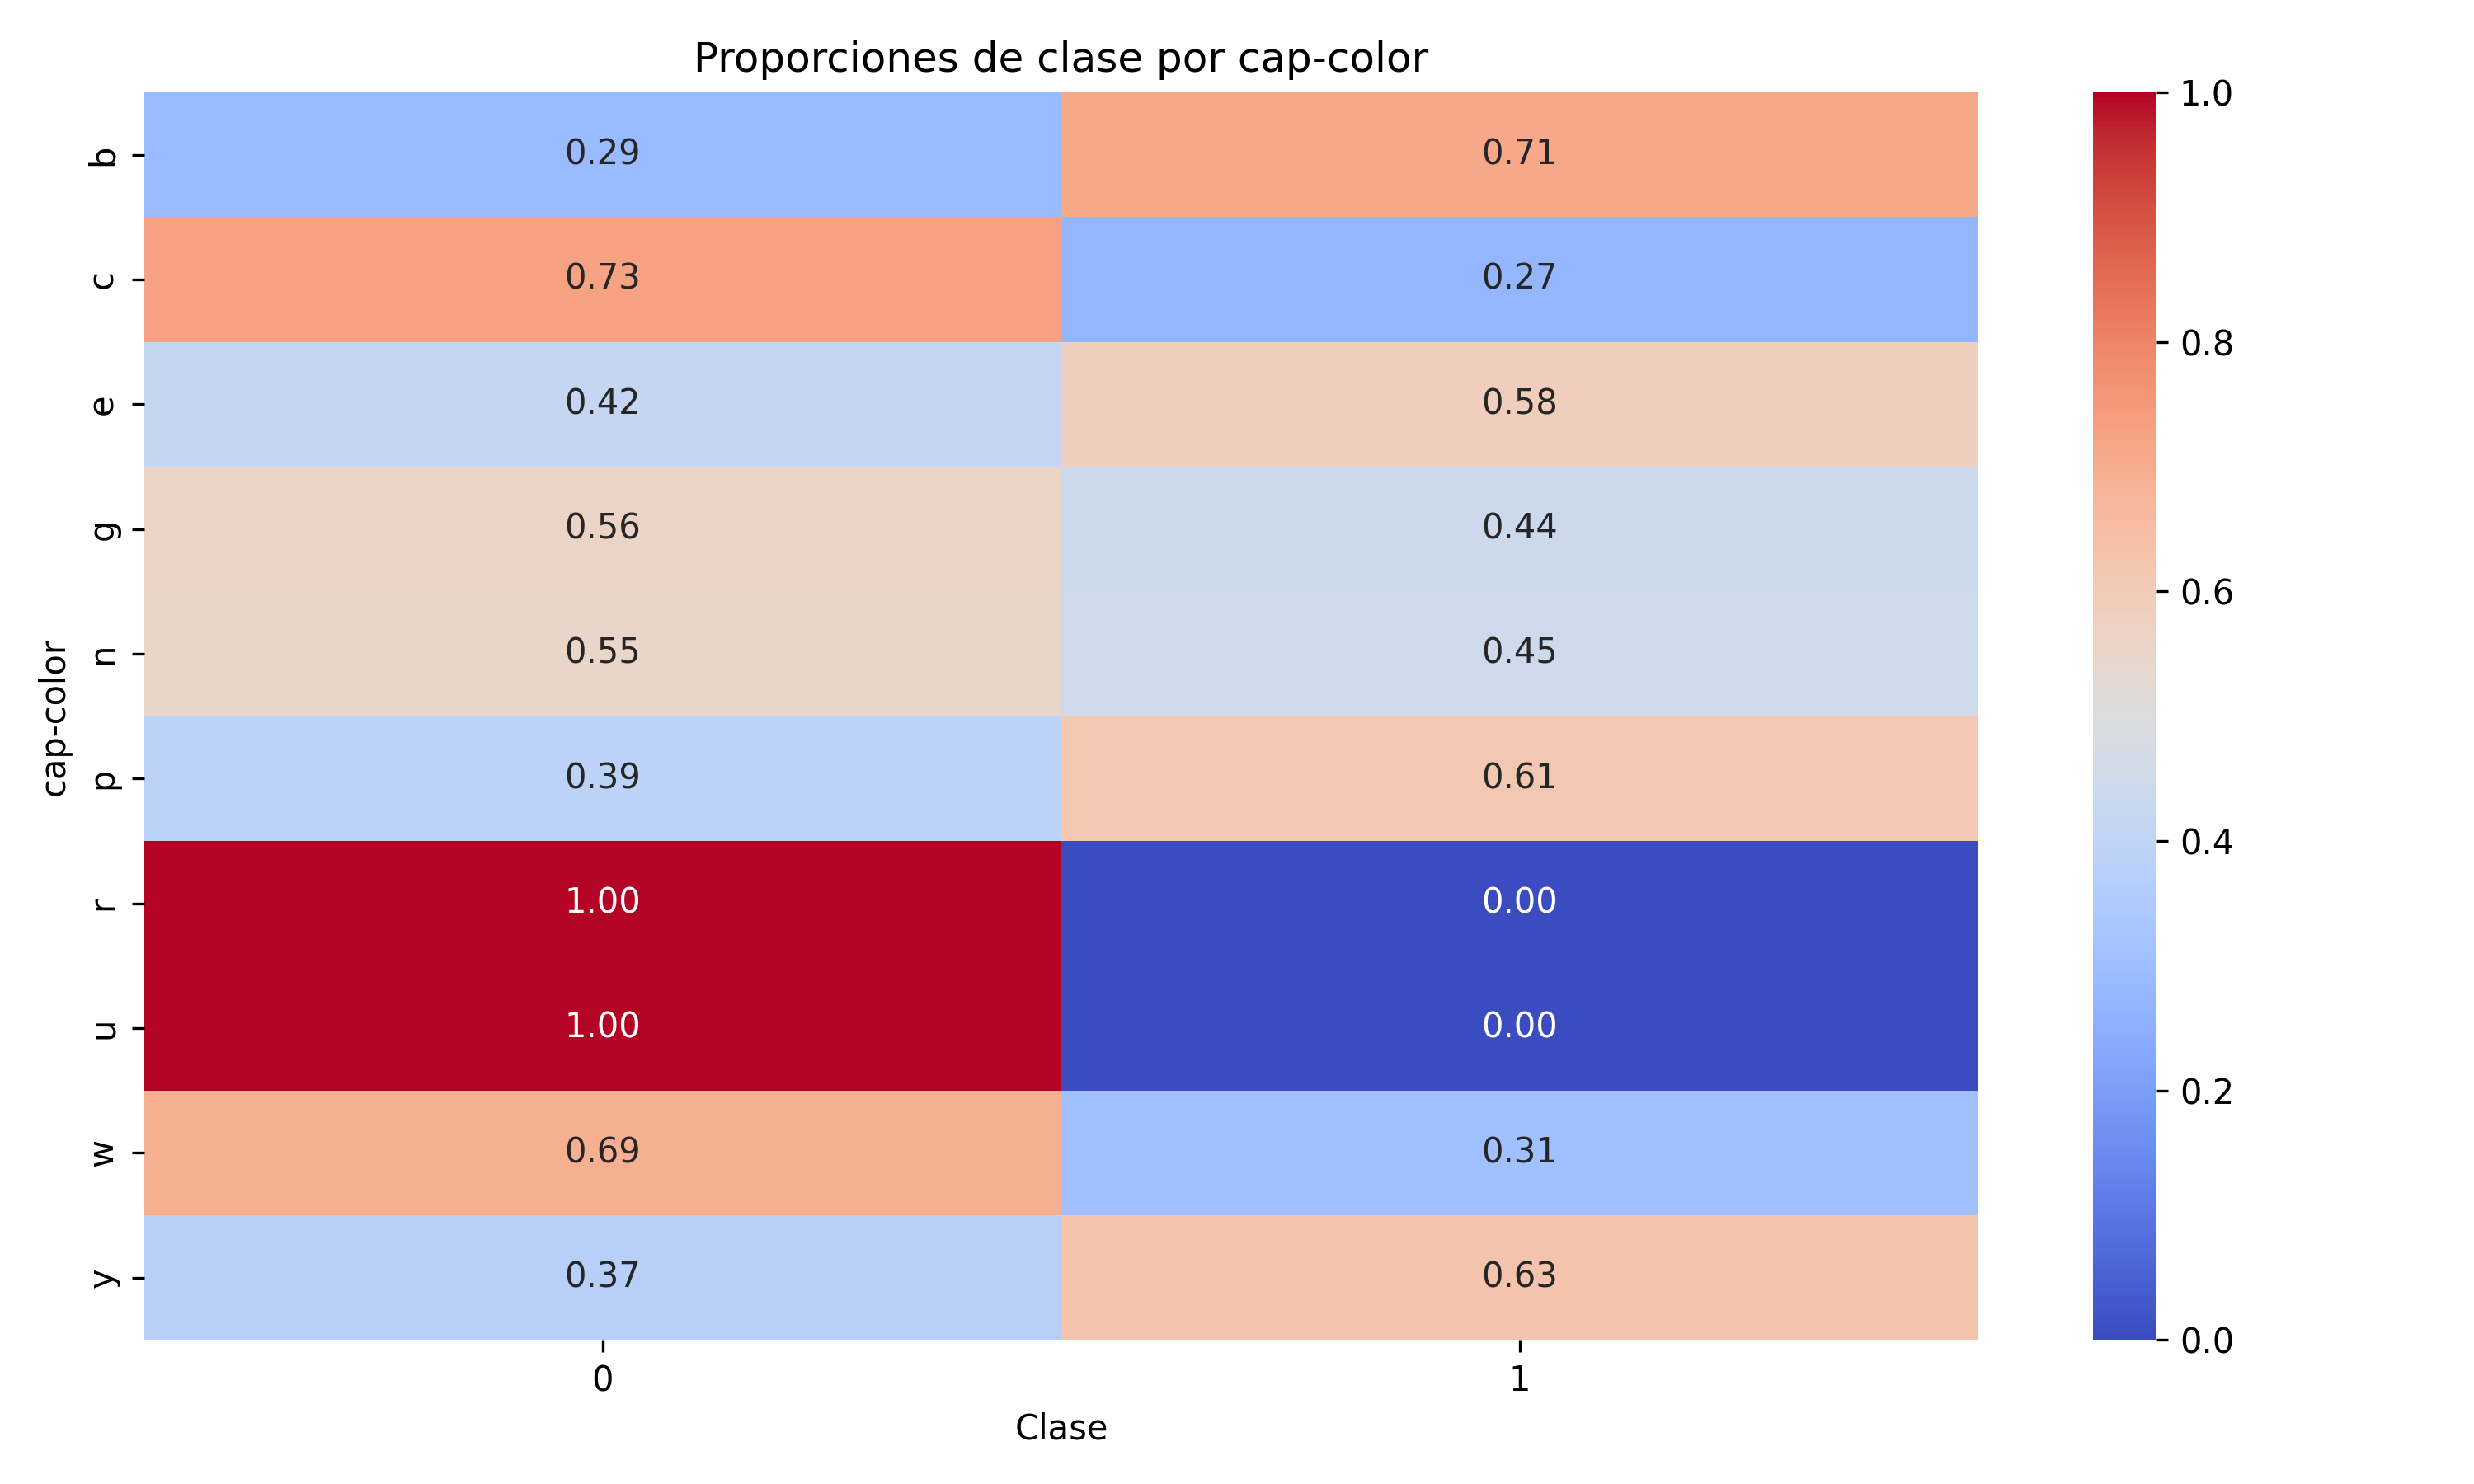 Proporciones de clase por cap-color
b 0.29 0.71
c 0.73 0.27
e 0.42 0.58
g 0.56 0.44
n 0.55 0.45
p 0.39 0.61
r 1.00 0.00
u 1.00 0.00
w 0.69 0.31
y 0.37 0.63
cap-color
0 1
Clase
1.0
0.8
0.6
0.4
0.2
0.0